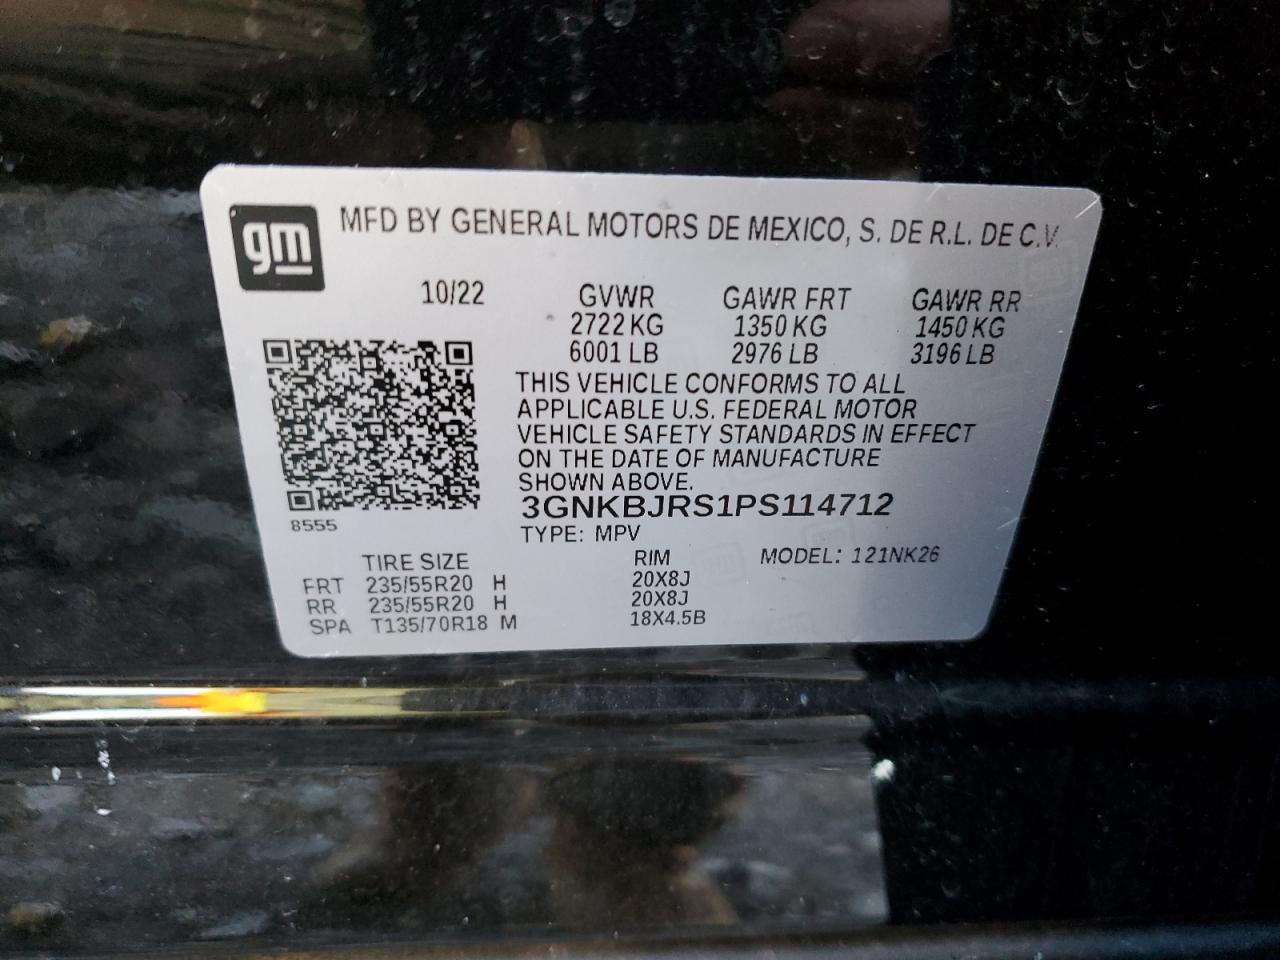 gm
MFD BY GENERAL MOTORS DE MEXICO, S. DE R.L. DE C.V.
10/22 GVWR GAWR FRT GAWR RR
2722 KG 1350 KG 1450 KG
6001 LB 2976 LB 3196 LB
THIS VEHICLE CONFORMS TO ALL
APPLICABLE U.S. FEDERAL MOTOR
VEHICLE SAFETY STANDARDS IN EFFECT
ON THE DATE OF MANUFACTURE
SHOWN ABOVE.
3GNKBJRS1PS114712
8555
TYPE: MPV
TIRE SIZE RIM MODEL: 121NK26
FRT 235/55R20 H 20X8J
RR 235/55R20 H 20X8J
SPA T135/70R18 M 18X4.5B